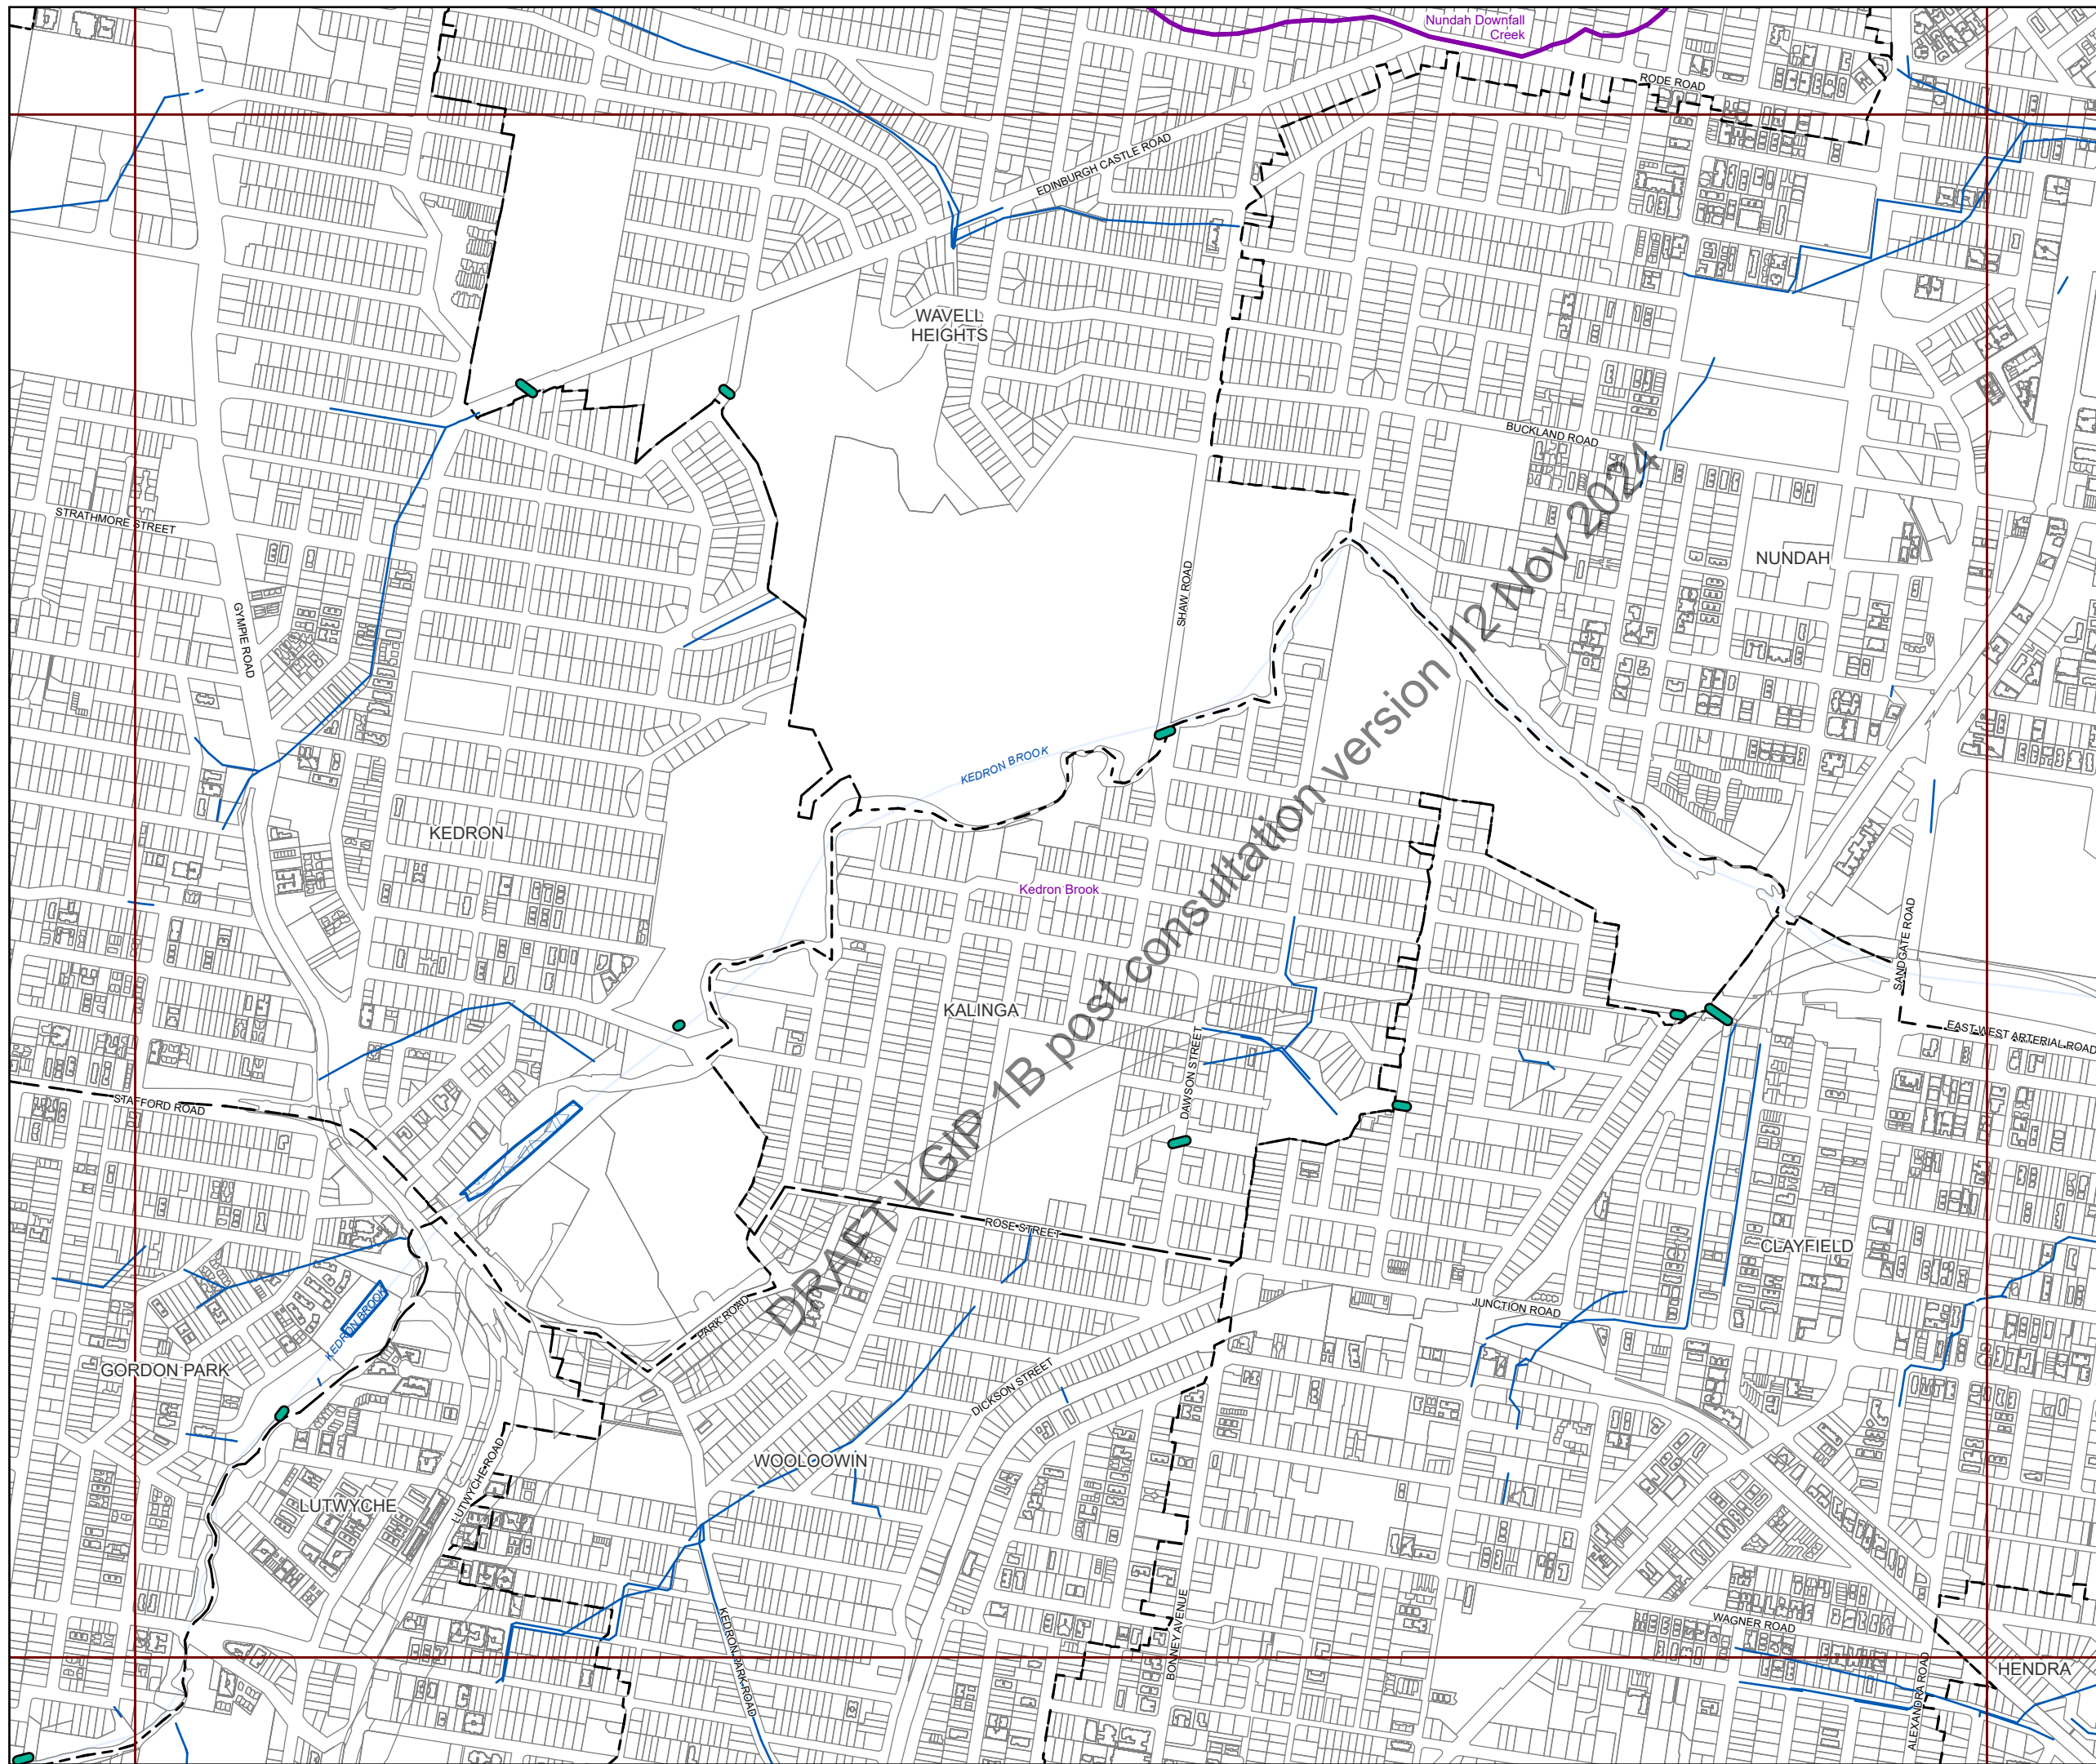 Nundah Downfall
Creek
RODE ROAD
EDINBURGH CASTLE ROAD
WAVELL
HEIGHTS
BUCKLAND ROAD
STRATHMORE STREET
NUNDAH
SHAW ROAD
GYMPIE ROAD
KEDRON BROOK
KEDRON
Kedron Brook
SANDGATE ROAD
KALINGA
EAST-WEST ARTERIAL ROAD
DAWSON STREET
STAFFORD ROAD
ROSE STREET
CLAYFIELD
JUNCTION ROAD
PARK ROAD
KEDRON BROOK
GORDON PARK
DICKSON STREET
WOOLOOWIN
LUTWYCHE ROAD
LUTWYCHE
BONNEY AVENUE
KEDRON PARK ROAD
WAGNER ROAD
HENDRA
ALEXANDRA ROAD
DRAFT LGIP 1B post consultation version 12 Nov 2024